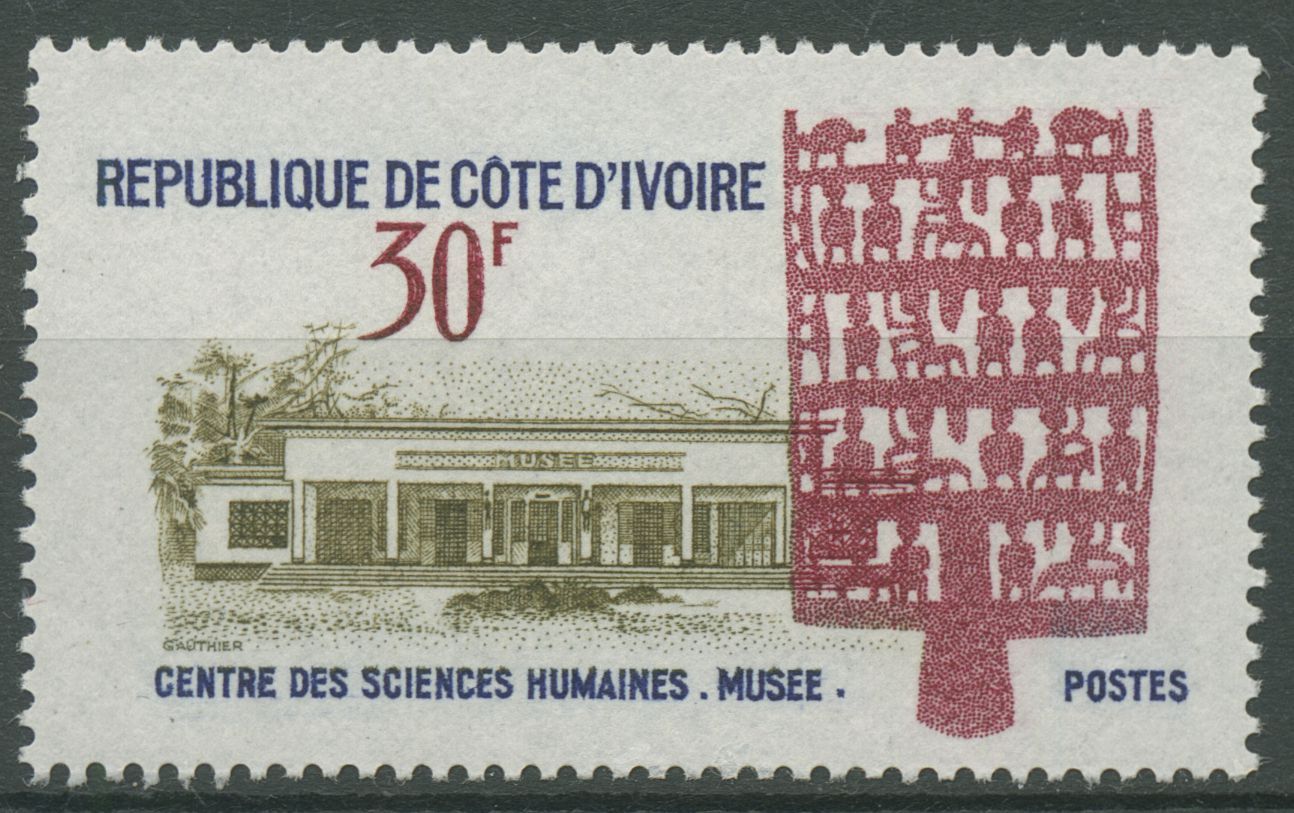 REPUBLIQUE DE CÔTE D'IVOIRE
30F
MUSEE
GAUTHIER
CENTRE DES SCIENCES HUMAINES . MUSEE .
POSTES